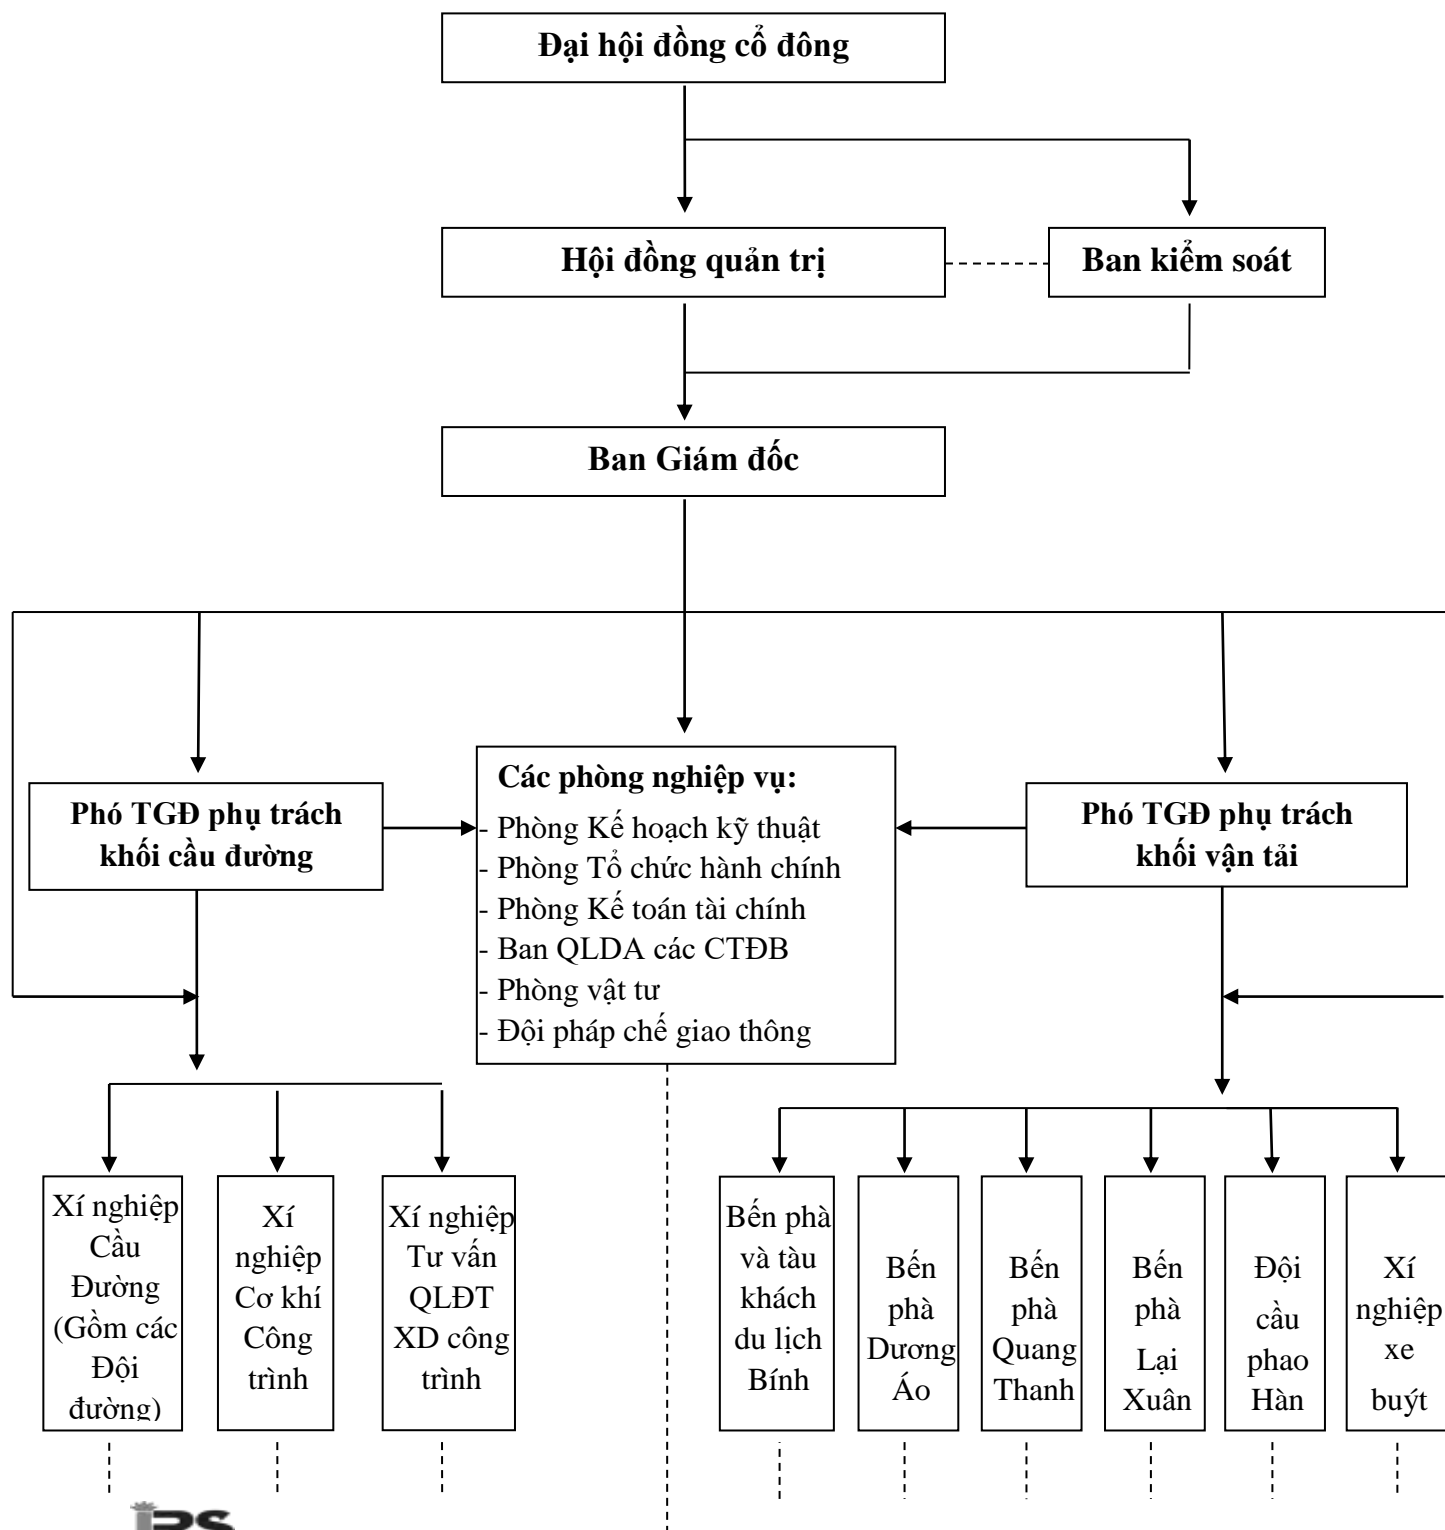 Đại hội đồng cổ đông
Hội đồng quản trị
Ban kiểm soát
Ban Giám đốc
Các phòng nghiệp vụ:
- Phòng Kế hoạch kỹ thuật
- Phòng Tổ chức hành chính
- Phòng Kế toán tài chính
- Ban QLDA các CTĐB
- Phòng vật tư
- Đội pháp chế giao thông
Phó TGĐ phụ trách
khối cầu đường
Phó TGĐ phụ trách
khối vận tải
Xí nghiệp
Cầu
Đường
(Gồm các
Đội
đường)
Xí
nghiệp
Cơ khí
Công
trình
Xí nghiệp
Tư vấn
QLĐT
XD công
trình
Bến phà
và tàu
khách
du lịch
Bính
Bến
phà
Dương
Áo
Bến
phà
Quang
Thanh
Bến
phà
Lại
Xuân
Đội
cầu
phao
Hàn
Xí
nghiệp
xe
buýt